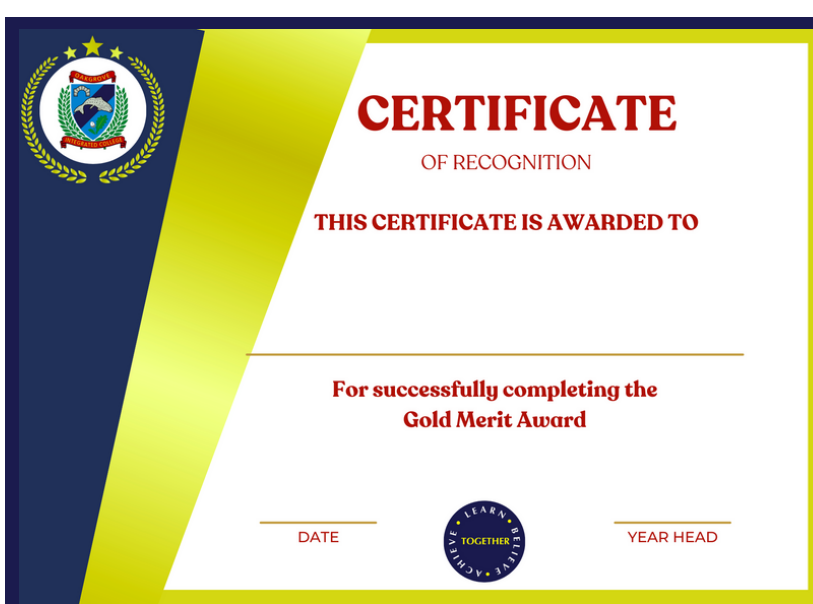 OAKGROVE
INTEGRATED COLLEGE
CERTIFICATE
OF RECOGNITION
THIS CERTIFICATE IS AWARDED TO
For successfully completing the
Gold Merit Award
DATE
LEARN · BELIEVE · ACHIEVE ·
TOGETHER
YEAR HEAD